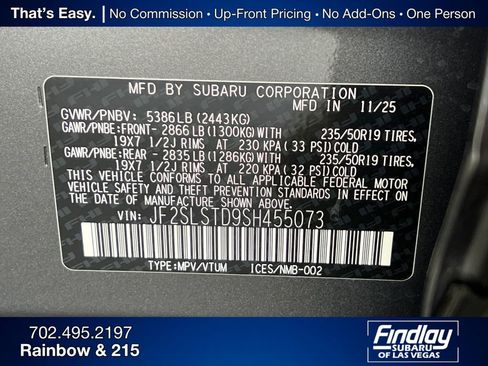 That's Easy. | No Commission - Up-Front Pricing - No Add-Ons - One Person
MFD BY SUBARU CORPORATION
MFD IN 11/25
GVWR/PNBV: 5386LB(2443KG)
GAWR/PNBE:FRONT- 2866LB(1300KG)WITH 235/50R19 TIRES,
19X7 1/2J RIMS AT 230 KPA(33 PSI)COLD
GAWR/PNBE:REAR - 2835LB(1286KG)WITH 235/50R19 TIRES,
19X7 1/2J RIMS AT 220 KPA(32 PSI)COLD
THIS VEHICLE CONFORMS TO ALL APPLICABLE FEDERAL MOTOR
VEHICLE SAFETY AND THEFT PREVENTION STANDARDS IN EFFECT
ON THE DATE OF MANUFACTURE SHOWN ABOVE.
VIN: JF2SLSTD9SH455073
TYPE:MPV/VTUM ICES/NMB-002
702.495.2197
Rainbow & 215
Findlay
SUBARU
OF LAS VEGAS